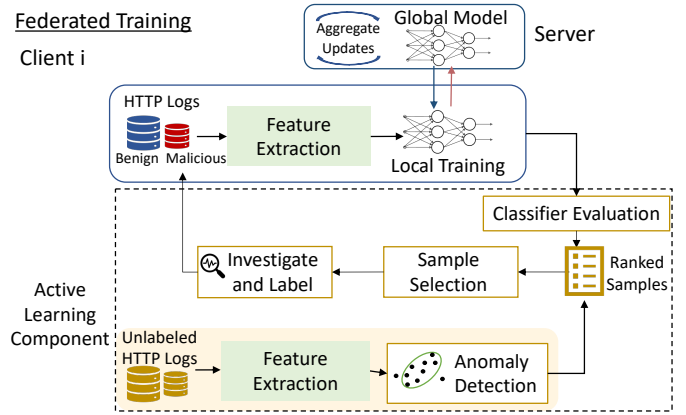 Federated Training
Client i
Aggregate
Updates
Global Model
Server
HTTP Logs
Benign Malicious
Feature
Extraction
Local Training
Classifier Evaluation
Investigate
and Label
Sample
Selection
Ranked
Samples
Active
Learning
Component
Unlabeled
HTTP Logs
Feature
Extraction
Anomaly
Detection